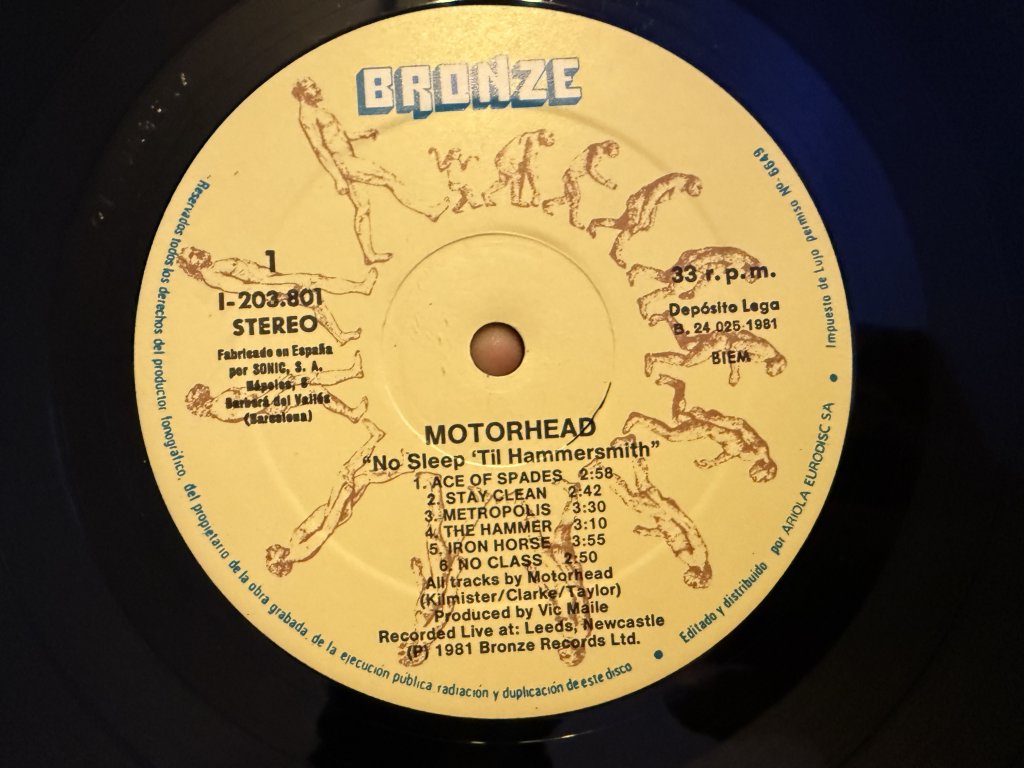 BRONZE
1
I-203.801
STEREO
Fabricado en España
por SONIC, S. A.
Nápoles, 6
Barbará del Vallés
(Barcelona)
33 r.p.m.
Depósito Lega
B. 24 025-1981
BIEM
MOTORHEAD
“No Sleep ‘Til Hammersmith”
1. ACE OF SPADES 2:58
2. STAY CLEAN 2:42
3. METROPOLIS 3:30
4. THE HAMMER 3:10
5. IRON HORSE 3:55
6. NO CLASS 2:50
All tracks by Motorhead
(Kilmister/Clarke/Taylor)
Produced by Vic Maile
Recorded Live at: Leeds, Newcastle
(P) 1981 Bronze Records Ltd.
Reservados todos los derechos del productor fonográfico, del propietario de la obra grabada, de la ejecución pública radiación y duplicación de este disco • Editado y distribuido por ARIOLA EURODISC SA • Impuesto de Lujo permiso No. 6649